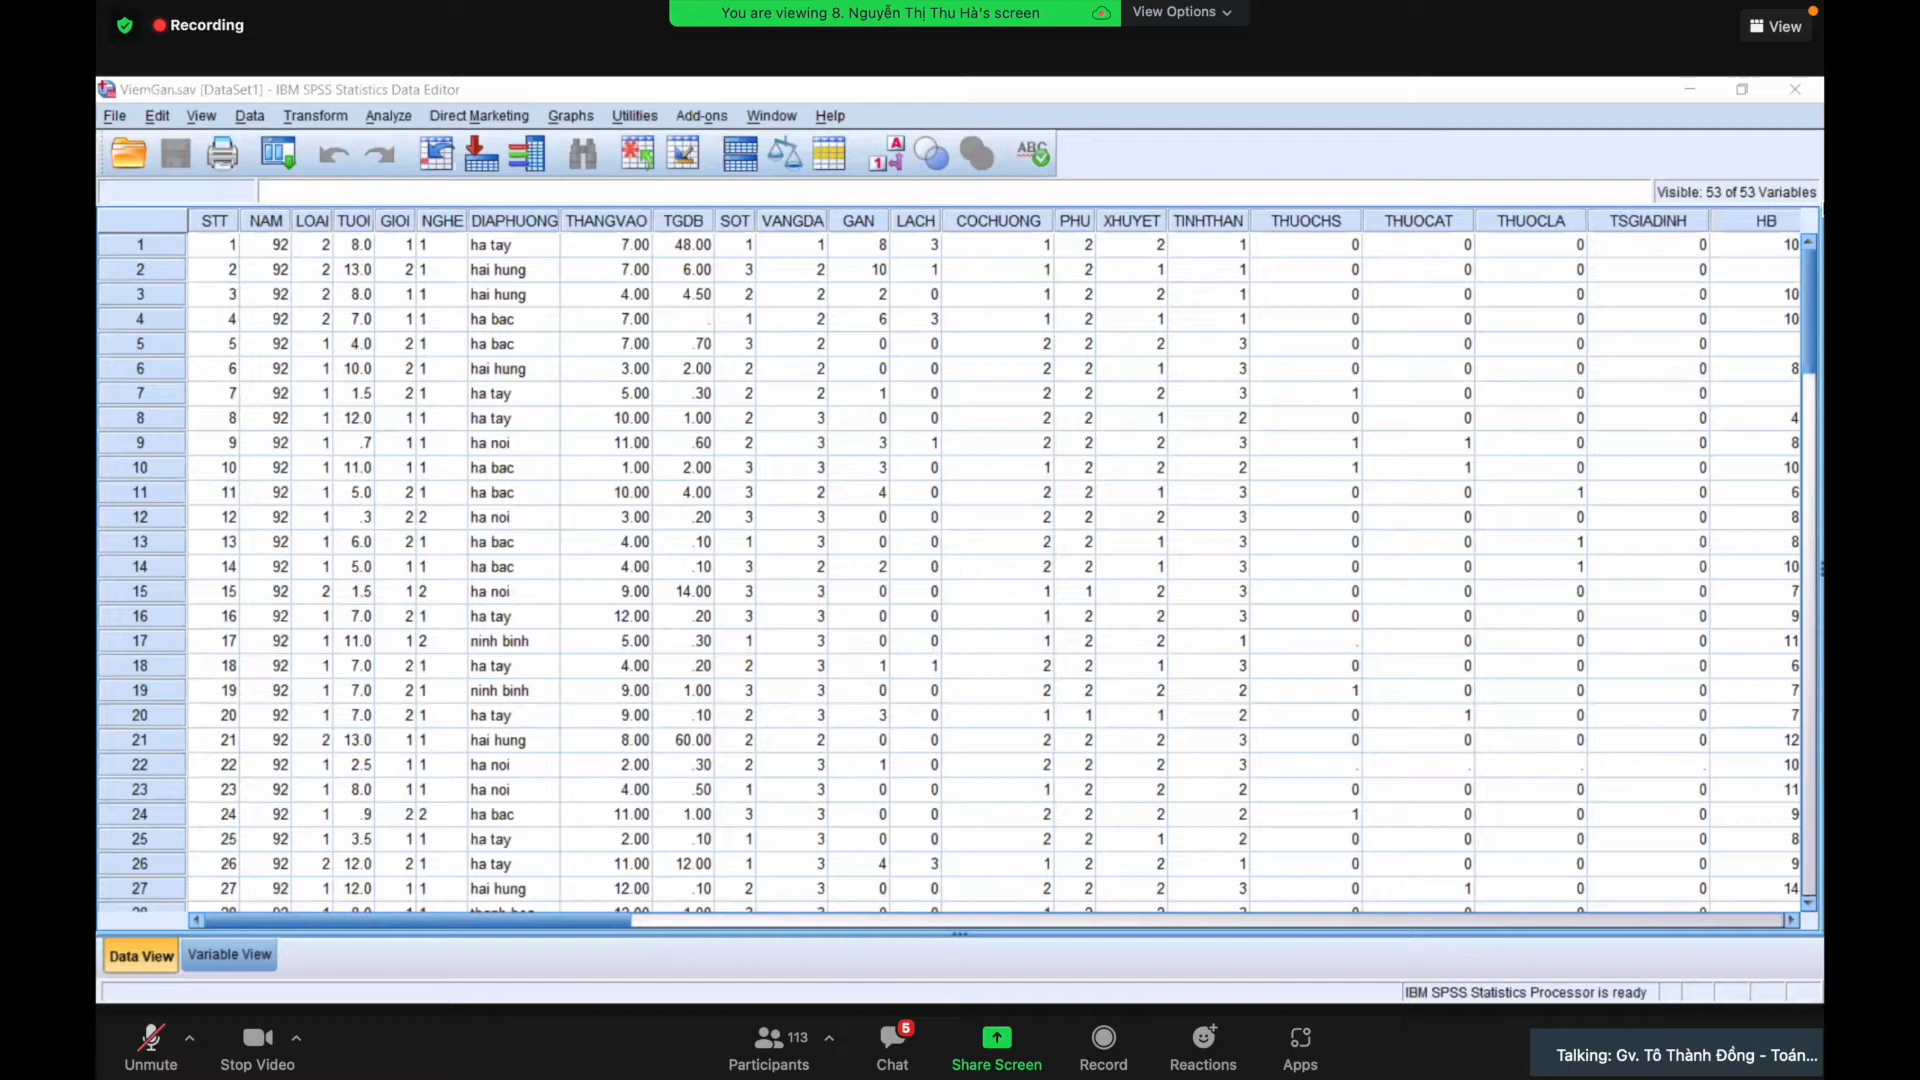 Recording
You are viewing 8. Nguyễn Thị Thu Hà's screen
View Options
View
ViemGan.sav [DataSet1] - IBM SPSS Statistics Data Editor
File Edit View Data Transform Analyze Direct Marketing Graphs Utilities Add-ons Window Help
Visible: 53 of 53 Variables
STT NAM LOAI TUOI GIOI NGHE DIAPHUONG THANGVAO TGDB SOT VANGDA GAN LACH COCHUONG PHU XHUYET TINHTHAN THUOCHS THUOCAT THUOCLA TSGIADINH HB
1 1 92 2 8.0 1 1 ha tay 7.00 48.00 1 1 8 3 1 2 2 1 0 0 0 0 10
2 2 92 2 13.0 2 1 hai hung 7.00 6.00 3 2 10 1 1 2 1 1 0 0 0 0
3 3 92 2 8.0 1 1 hai hung 4.00 4.50 2 2 2 0 1 2 2 1 0 0 0 0 10
4 4 92 2 7.0 1 1 ha bac 7.00 . 1 2 6 3 1 2 1 1 0 0 0 0 10
5 5 92 1 4.0 2 1 ha bac 7.00 .70 3 2 0 0 2 2 2 3 0 0 0 0
6 6 92 1 10.0 2 1 hai hung 3.00 2.00 2 2 0 0 2 2 1 3 0 0 0 0 8
7 7 92 1 1.5 2 1 ha tay 5.00 .30 2 2 1 0 2 2 2 3 1 0 0 0
8 8 92 1 12.0 1 1 ha tay 10.00 1.00 2 3 0 0 2 2 1 2 0 0 0 0 4
9 9 92 1 .7 1 1 ha noi 11.00 .60 2 3 3 1 2 2 2 3 1 1 0 0 8
10 10 92 1 11.0 1 1 ha bac 1.00 2.00 3 3 3 0 1 2 2 2 1 1 0 0 10
11 11 92 1 5.0 2 1 ha bac 10.00 4.00 3 2 4 0 2 2 1 3 0 0 1 0 6
12 12 92 1 .3 2 2 ha noi 3.00 .20 3 3 0 0 2 2 2 3 0 0 0 0 8
13 13 92 1 6.0 2 1 ha bac 4.00 .10 1 3 0 0 2 2 1 3 0 0 1 0 8
14 14 92 1 5.0 1 1 ha bac 4.00 .10 3 2 2 0 2 2 1 3 0 0 1 0 10
15 15 92 2 1.5 1 2 ha noi 9.00 14.00 3 3 0 0 1 1 2 3 0 0 0 0 7
16 16 92 1 7.0 2 1 ha tay 12.00 .20 3 3 0 0 1 2 2 3 0 0 0 0 9
17 17 92 1 11.0 1 2 ninh binh 5.00 .30 1 3 0 0 1 2 2 1 . 0 0 0 11
18 18 92 1 7.0 2 1 ha tay 4.00 .20 2 3 1 1 2 2 1 3 0 0 0 0 6
19 19 92 1 7.0 2 1 ninh binh 9.00 1.00 3 3 0 0 2 2 2 2 1 0 0 0 7
20 20 92 1 7.0 2 1 ha tay 9.00 .10 2 3 3 0 1 1 1 2 0 1 0 0 7
21 21 92 2 13.0 1 1 hai hung 8.00 60.00 2 2 0 0 2 2 2 3 0 0 0 0 12
22 22 92 1 2.5 1 1 ha noi 2.00 .30 2 3 1 0 2 2 2 3 . . . . 10
23 23 92 1 8.0 1 1 ha noi 4.00 .50 1 3 0 0 1 2 2 2 0 0 0 0 11
24 24 92 1 .9 2 2 ha bac 11.00 1.00 3 3 0 0 2 2 2 2 1 0 0 0 9
25 25 92 1 3.5 1 1 ha tay 2.00 .10 1 3 0 0 2 2 1 2 0 0 0 0 8
26 26 92 2 12.0 2 1 ha tay 11.00 12.00 1 3 4 3 1 2 2 1 0 0 0 0 9
27 27 92 1 12.0 1 1 hai hung 12.00 .10 2 3 0 0 2 2 2 3 0 1 0 0 14
Data View Variable View
IBM SPSS Statistics Processor is ready
Unmute
Stop Video
113
Participants
5
Chat
Share Screen
Record
Reactions
Apps
Talking: Gv. Tô Thành Đồng - Toán...